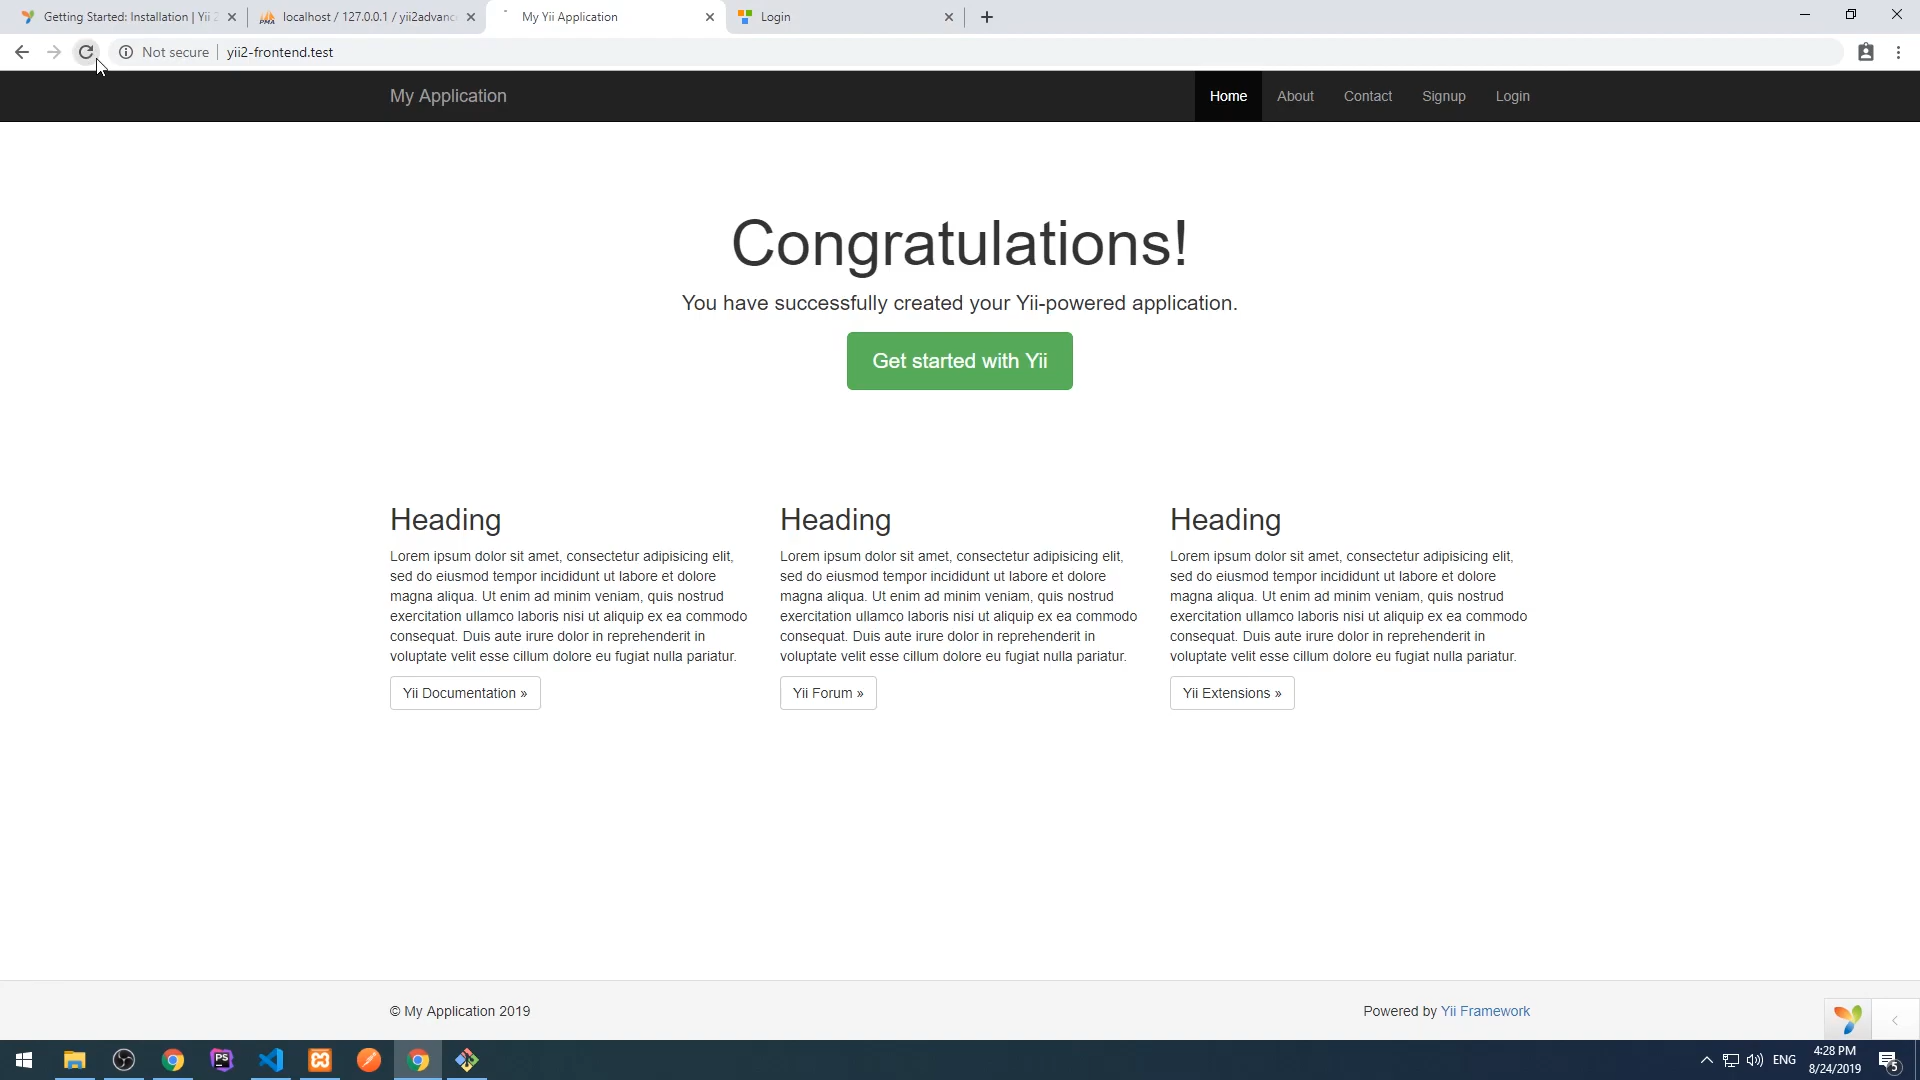 Getting Started: Installation | Yii 2
localhost / 127.0.0.1 / yii2advanc
My Yii Application
Login
Not secure
yii2-frontend.test
My Application
Home
About
Contact
Signup
Login
Congratulations!
You have successfully created your Yii-powered application.
Get started with Yii
Heading
Lorem ipsum dolor sit amet, consectetur adipisicing elit,
sed do eiusmod tempor incididunt ut labore et dolore
magna aliqua. Ut enim ad minim veniam, quis nostrud
exercitation ullamco laboris nisi ut aliquip ex ea commodo
consequat. Duis aute irure dolor in reprehenderit in
voluptate velit esse cillum dolore eu fugiat nulla pariatur.
Yii Documentation »
Heading
Lorem ipsum dolor sit amet, consectetur adipisicing elit,
sed do eiusmod tempor incididunt ut labore et dolore
magna aliqua. Ut enim ad minim veniam, quis nostrud
exercitation ullamco laboris nisi ut aliquip ex ea commodo
consequat. Duis aute irure dolor in reprehenderit in
voluptate velit esse cillum dolore eu fugiat nulla pariatur.
Yii Forum »
Heading
Lorem ipsum dolor sit amet, consectetur adipisicing elit,
sed do eiusmod tempor incididunt ut labore et dolore
magna aliqua. Ut enim ad minim veniam, quis nostrud
exercitation ullamco laboris nisi ut aliquip ex ea commodo
consequat. Duis aute irure dolor in reprehenderit in
voluptate velit esse cillum dolore eu fugiat nulla pariatur.
Yii Extensions »
© My Application 2019
Powered by Yii Framework
PS
ENG
4:28 PM
8/24/2019
5